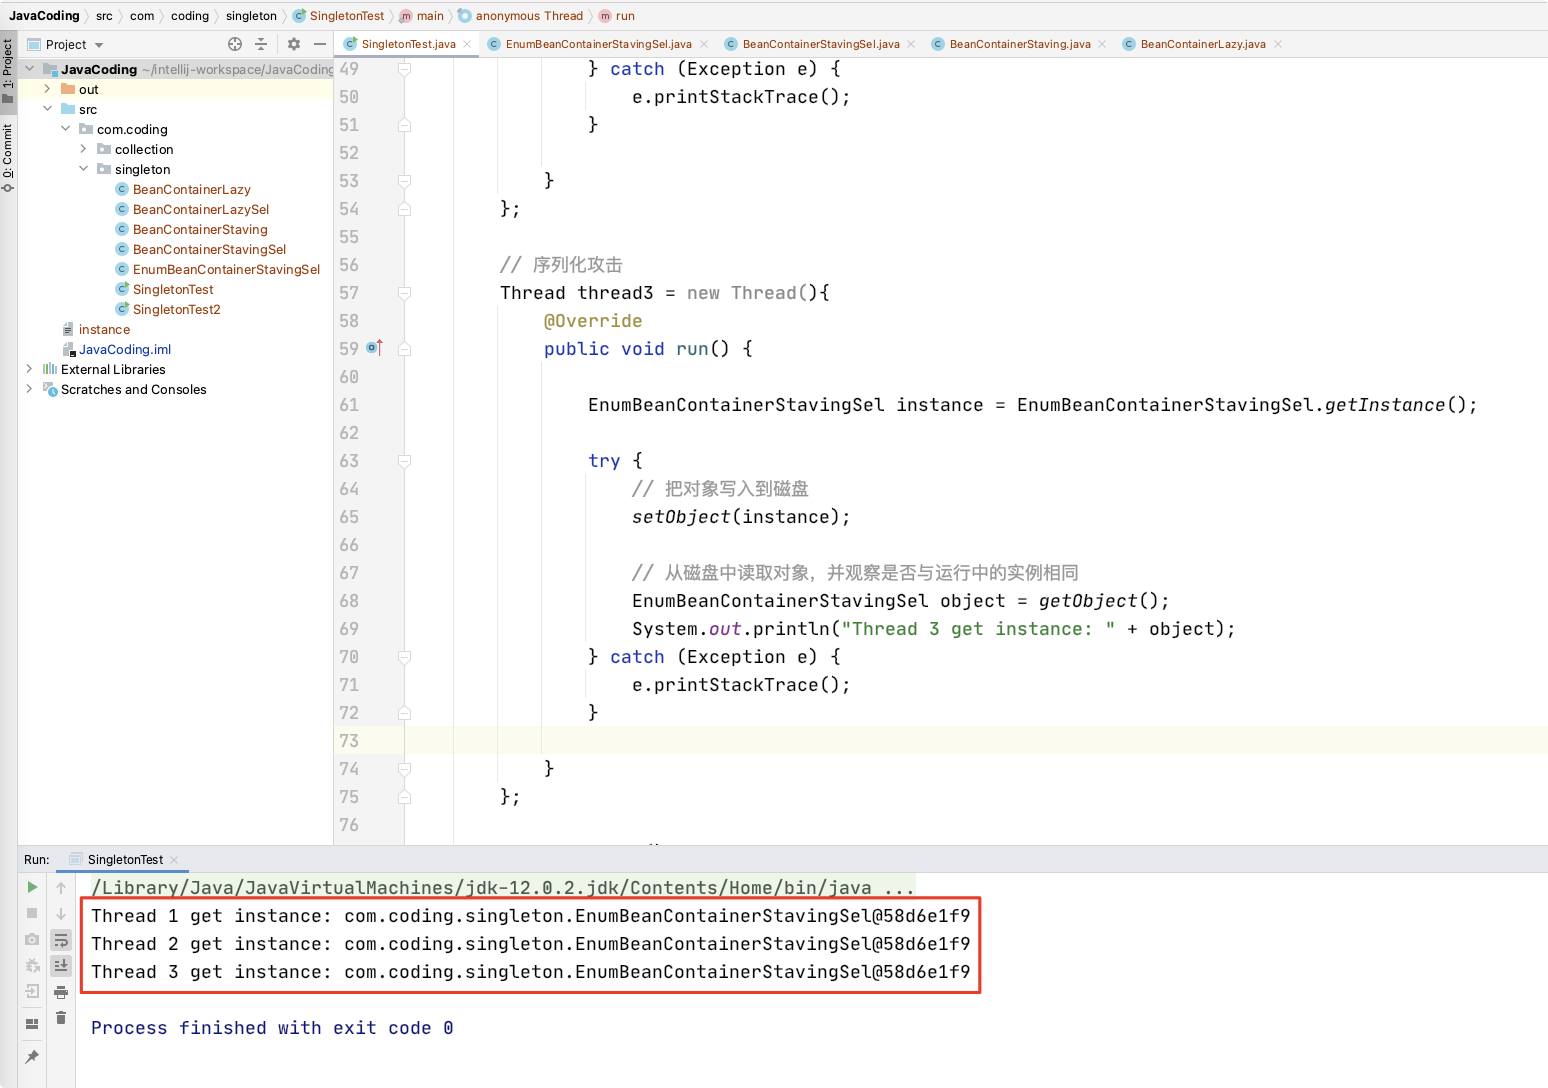 JavaCoding src com coding singleton SingletonTest main anonymous Thread run
1: Project
0: Commit
Project
SingletonTest.java EnumBeanContainerStavingSel.java BeanContainerStavingSel.java BeanContainerStaving.java BeanContainerLazy.java
JavaCoding ~/intellij-workspace/JavaCoding
out
src
com.coding
collection
singleton
BeanContainerLazy
BeanContainerLazySel
BeanContainerStaving
BeanContainerStavingSel
EnumBeanContainerStavingSel
SingletonTest
SingletonTest2
instance
JavaCoding.iml
External Libraries
Scratches and Consoles
49 } catch (Exception e) {
50 e.printStackTrace();
51 }
52
53 }
54 };
55
56 // 序列化攻击
57 Thread thread3 = new Thread(){
58 @Override
59 public void run() {
60
61 EnumBeanContainerStavingSel instance = EnumBeanContainerStavingSel.getInstance();
62
63 try {
64 // 把对象写入到磁盘
65 setObject(instance);
66
67 // 从磁盘中读取对象，并观察是否与运行中的实例相同
68 EnumBeanContainerStavingSel object = getObject();
69 System.out.println("Thread 3 get instance: " + object);
70 } catch (Exception e) {
71 e.printStackTrace();
72 }
73
74 }
75 };
76
Run: SingletonTest
/Library/Java/JavaVirtualMachines/jdk-12.0.2.jdk/Contents/Home/bin/java ...
Thread 1 get instance: com.coding.singleton.EnumBeanContainerStavingSel@58d6e1f9
Thread 2 get instance: com.coding.singleton.EnumBeanContainerStavingSel@58d6e1f9
Thread 3 get instance: com.coding.singleton.EnumBeanContainerStavingSel@58d6e1f9
Process finished with exit code 0